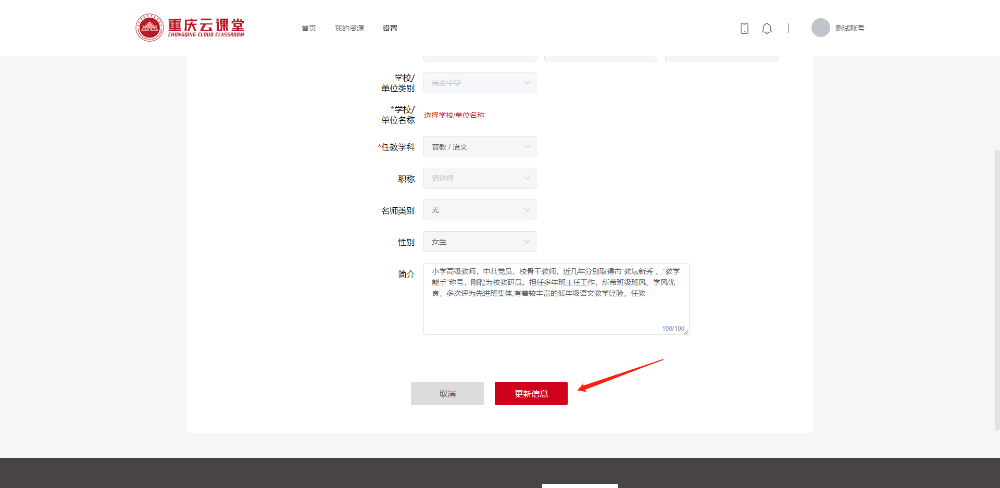 重庆云课堂
CHONGQING CLOUD CLASSROOM
首页 我的资源 设置 测试账号
学校/
单位类别 完全中学
*学校/
单位名称 选择学校/单位名称
*任教学科 普教 / 语文
职称 请选择
名师类别 无
性别 女生
简介 小学高级教师，中共党员，校骨干教师，近几年分别取得市“教坛新秀”、“教学
能手”称号，刚聘为校教研员。担任多年班主任工作，所带班级班风、学风优
良，多次评为先进班集体;有着较丰富的低年级语文教学经验，任教
100/100
取消 更新信息